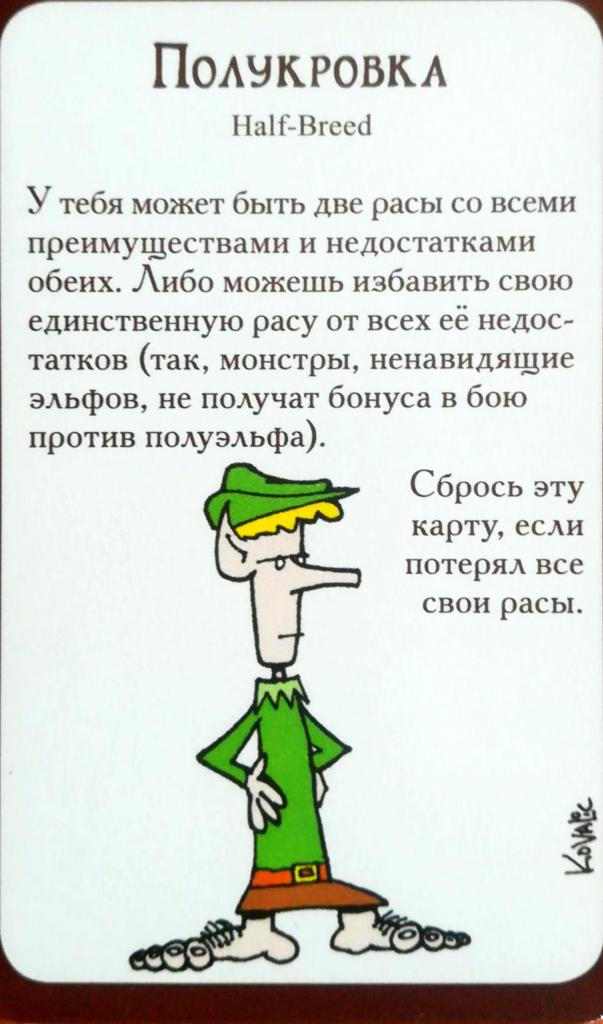 Полукровка
Half-Breed
У тебя может быть две расы со всеми
преимуществами и недостатками
обеих. Либо можешь избавить свою
единственную расу от всех её недос-
татков (так, монстры, ненавидящие
эльфов, не получат бонуса в бою
против полуэльфа).
Сбрось эту
карту, если
потерял все
свои расы.
Kovalic